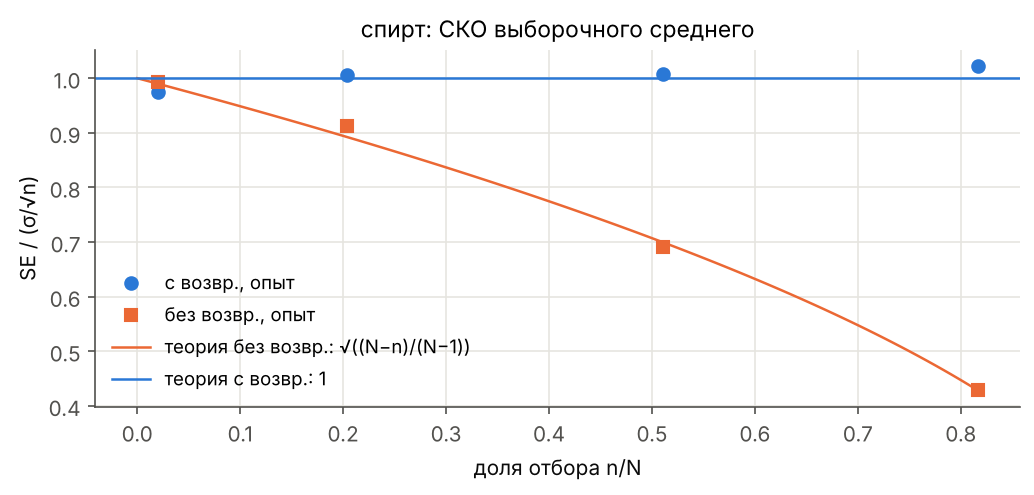 спирт: СКО выборочного среднего
SE / (σ/√n)
1.0
0.9
0.8
0.7
0.6
0.5
0.4
с возвр., опыт
без возвр., опыт
теория без возвр.: √((N−n)/(N−1))
теория с возвр.: 1
0.0 0.1 0.2 0.3 0.4 0.5 0.6 0.7 0.8
доля отбора n/N